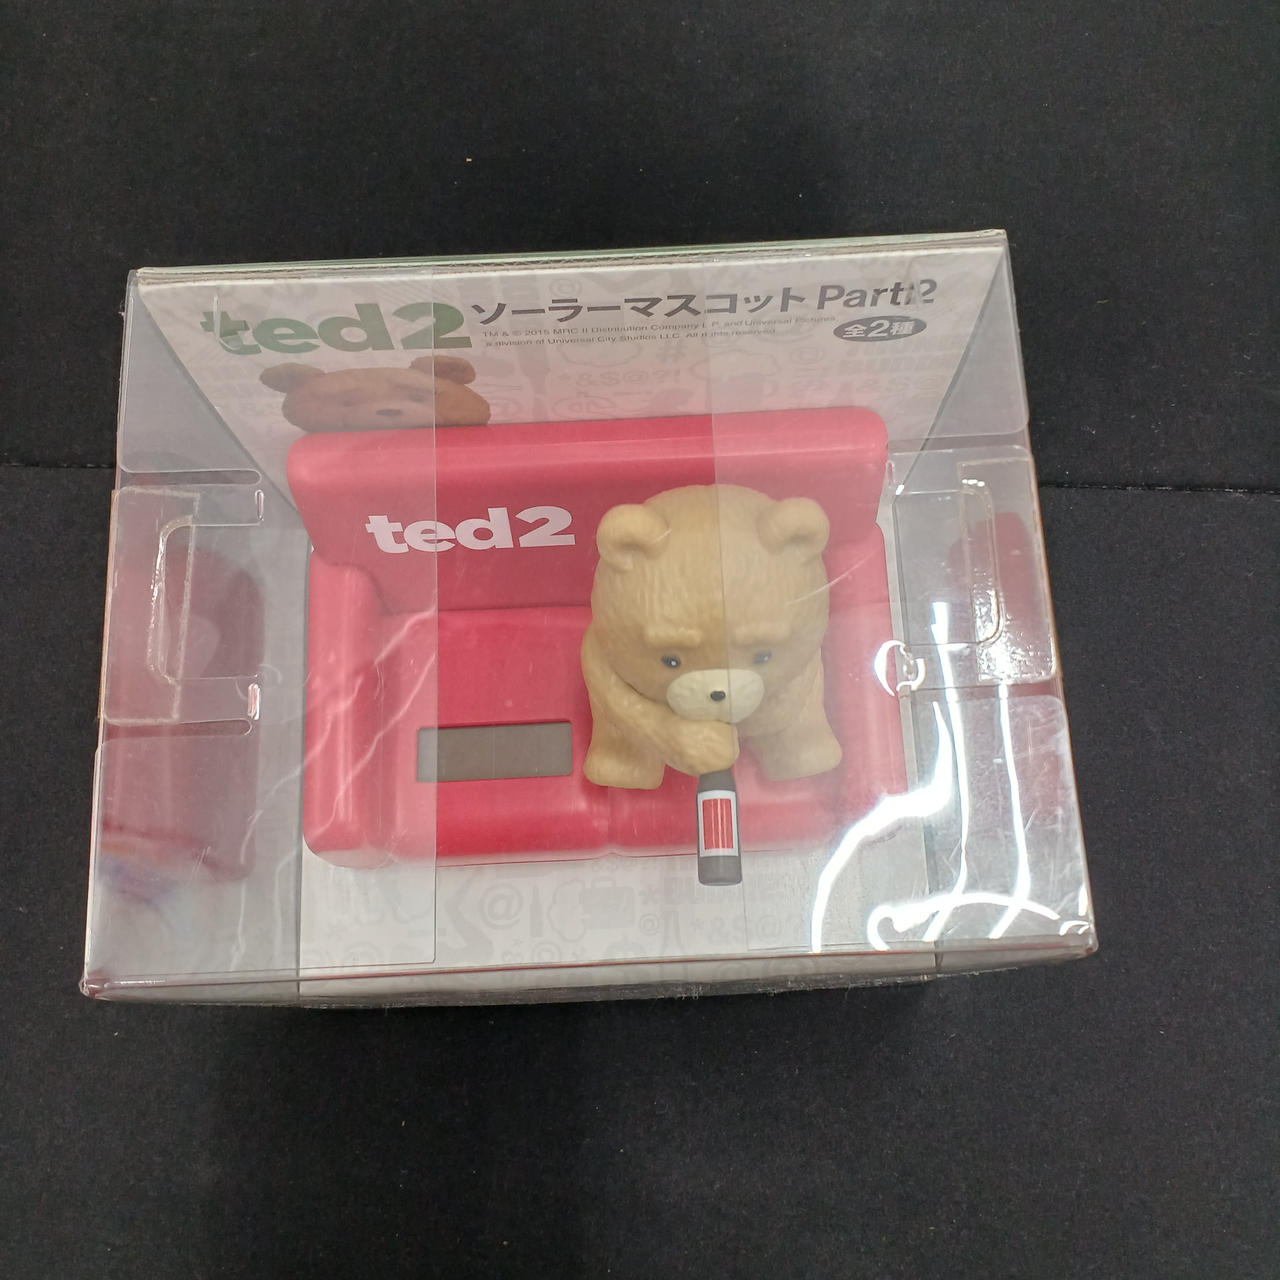 ted2 ソーラーマスコット Part2
TM & © 2015 MRC II Distribution Company L.P. and Universal Pictures,
a division of Universal City Studios LLC. All rights reserved.
全2種
*&S@?!
ted2
@!*&S@?